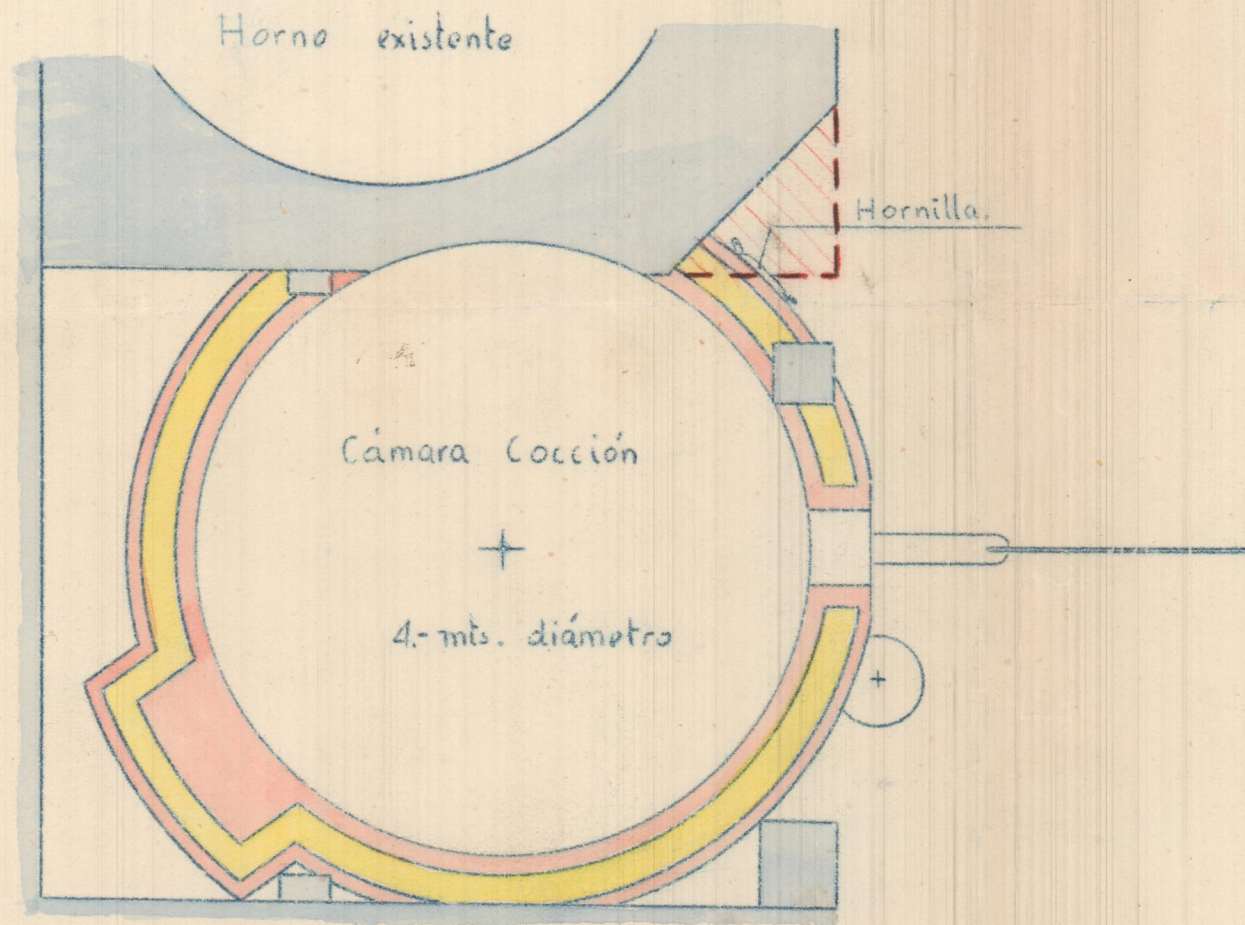 Horno existente
Hornilla.
Cámara Cocción
4.- mts. diámetro